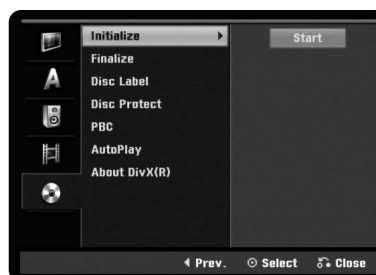 Initialize
Start
Finalize
Disc Label
Disc Protect
PBC
A
AutoPlay
About DivX(R)
Prev. Select Close